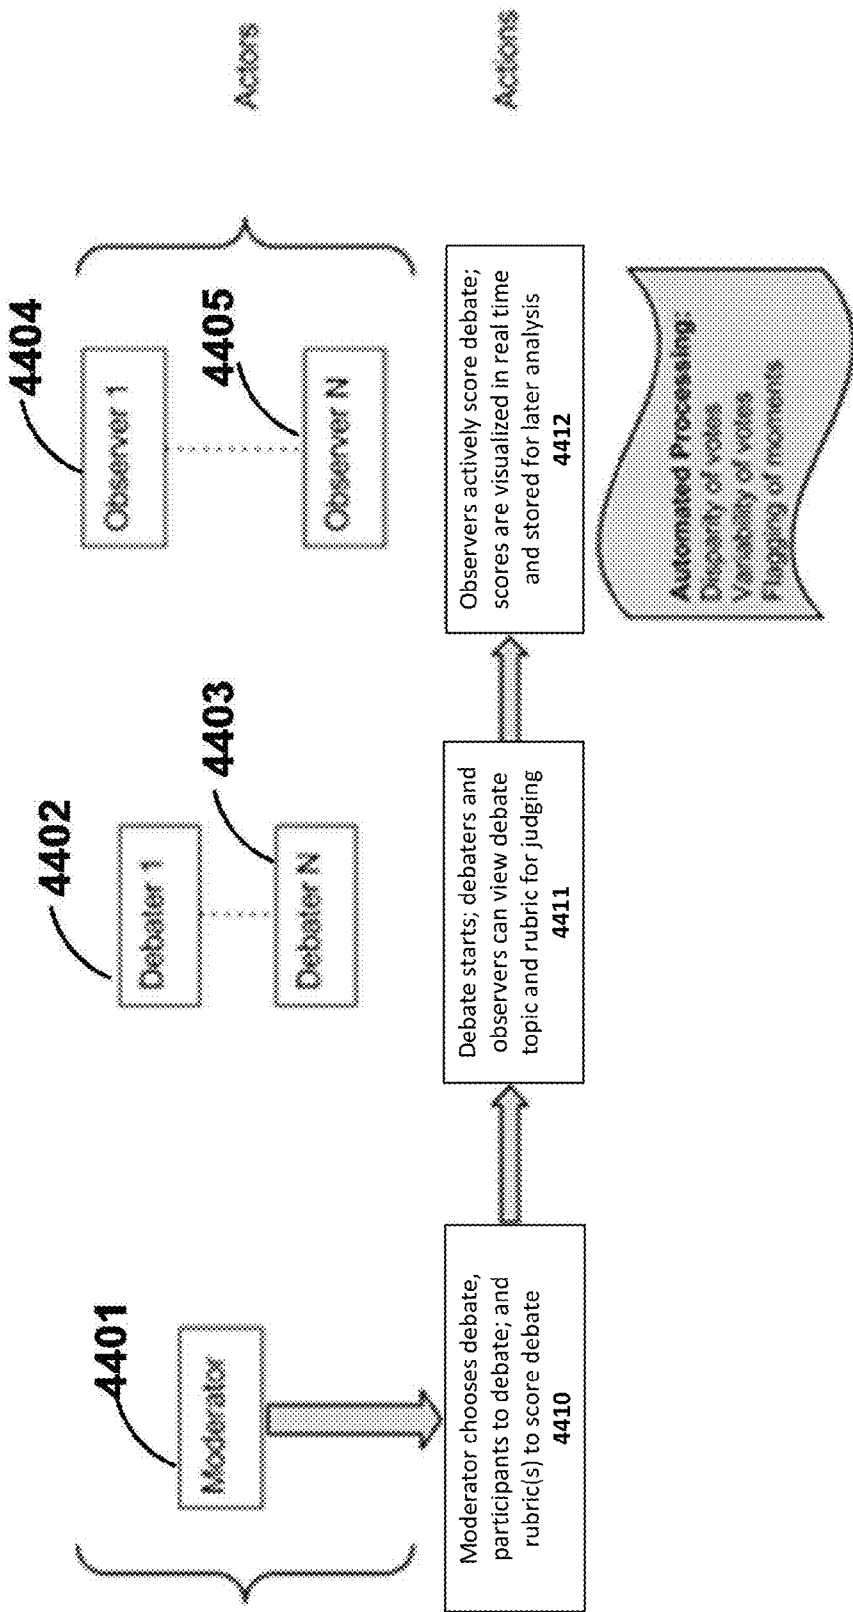 4401
Moderator
4402
Debater 1
4403
Debater N
4404
Observer 1
4405
Observer N
Actors
Moderator chooses debate,
participants to debate; and
rubric(s) to score debate
4410
Debate starts; debaters and
observers can view debate
topic and rubric for judging
4411
Observers actively score debate;
scores are visualized in real time
and stored for later analysis
4412
Actions
Automated Processing:
Disparity of votes
Variability of votes
Flagging of moments